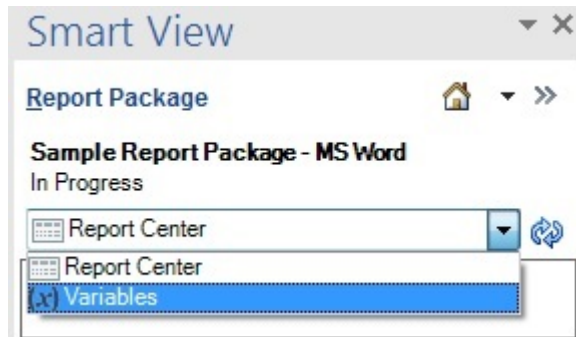 Smart View
Report Package
Sample Report Package - MS Word
In Progress
Report Center
Report Center
(x) Variables